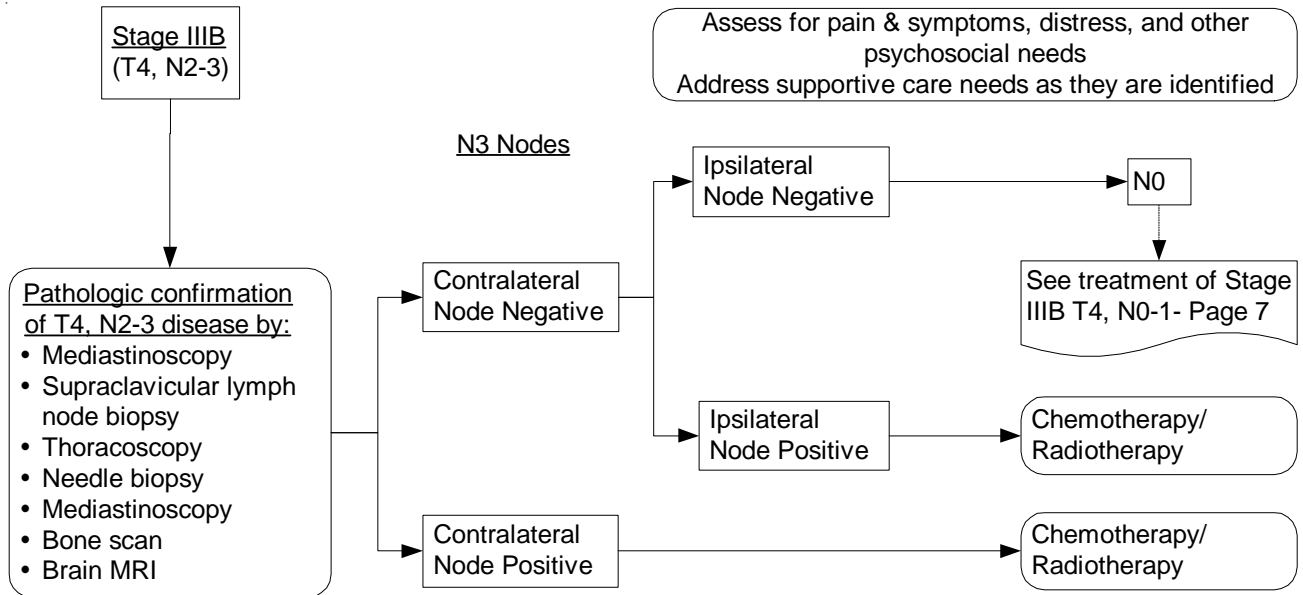 Stage IIIB
(T4, N2-3)
Assess for pain & symptoms, distress, and other
psychosocial needs
Address supportive care needs as they are identified
N3 Nodes
Ipsilateral
Node Negative
N0
Pathologic confirmation
of T4, N2-3 disease by:
• Mediastinoscopy
• Supraclavicular lymph
node biopsy
• Thoracoscopy
• Needle biopsy
• Mediastinoscopy
• Bone scan
• Brain MRI
Contralateral
Node Negative
See treatment of Stage
IIIB T4, N0-1- Page 7
Ipsilateral
Node Positive
Chemotherapy/
Radiotherapy
Contralateral
Node Positive
Chemotherapy/
Radiotherapy